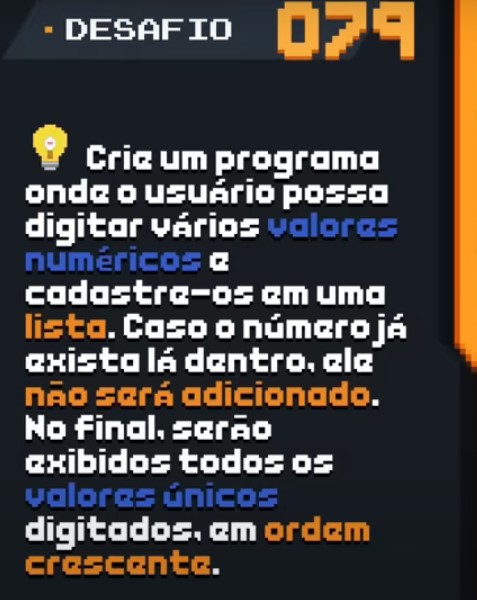 · DESAFIO 079
Crie um programa
onde o usuário possa
digitar vários valores
numéricos e
cadastre-os em uma
lista. Caso o número já
exista lá dentro, ele
não será adicionado.
No final, serão
exibidos todos os
valores únicos
digitados, em ordem
crescente.